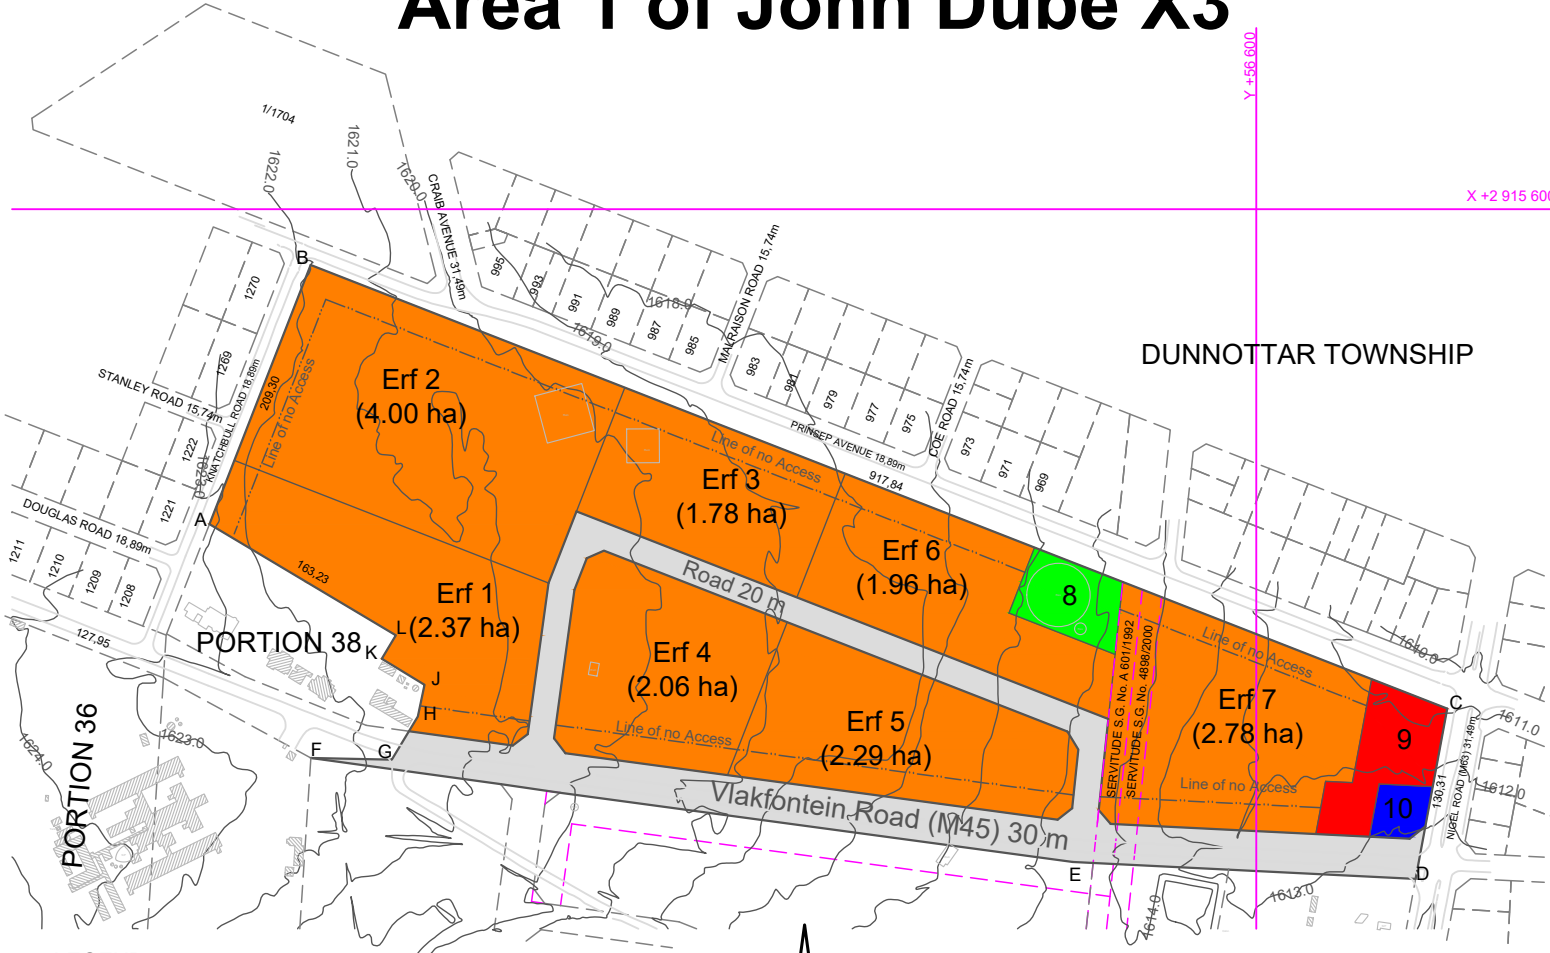 Area 1 of John Dube X3
Y +56 600
X +2 915 600
1/1704
1622.0
1621.0
1620.0
CRAIB AVENUE 31,49m
995
993
991
989
987
985
1618.0
1619.0
MALRAISON ROAD 15,74m
983
981
979
977
975
COE ROAD 15,74m
973
971
969
PRINSEP AVENUE 18,89m
917,84
DUNNOTTAR TOWNSHIP
B
1270
1269
STANLEY ROAD 15,74m
KNATCHBULL ROAD 18,89m
209,30
Line of no Access
1222
1623.0
1221
A
DOUGLAS ROAD 18,89m
1211
1210
1209
1208
127,95
163,23
Erf 2
(4.00 ha)
Line of no Access
Erf 3
(1.78 ha)
Erf 6
(1.96 ha)
8
Road 20 m
Erf 1
(2.37 ha)
L
PORTION 38
K
J
H
G
F
Erf 4
(2.06 ha)
Line of no Access
Erf 5
(2.29 ha)
SERVITUDE S.G. No. A 601/1992
SERVITUDE S.G. No. 4898/2000
Line of no Access
Erf 7
(2.78 ha)
Line of no Access
9
10
C
1610.0
1611.0
1612.0
130,31
NIGEL ROAD (M63) 31,49m
D
E
Vlakfontein Road (M45) 30 m
1613.0
1614.0
PORTION 36
1623.0
1624.0